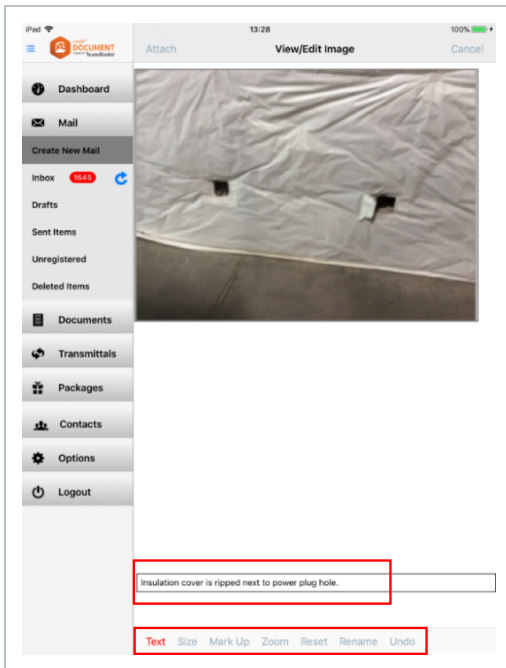 iPad 13:28 100%
DOCUMENT
TeamBinder
Attach View/Edit Image Cancel
Dashboard
Mail
Create New Mail
Inbox 1645
Drafts
Sent Items
Unregistered
Deleted Items
Documents
Transmittals
Packages
Contacts
Options
Logout
Insulation cover is ripped next to power plug hole.
Text Size Mark Up Zoom Reset Rename Undo